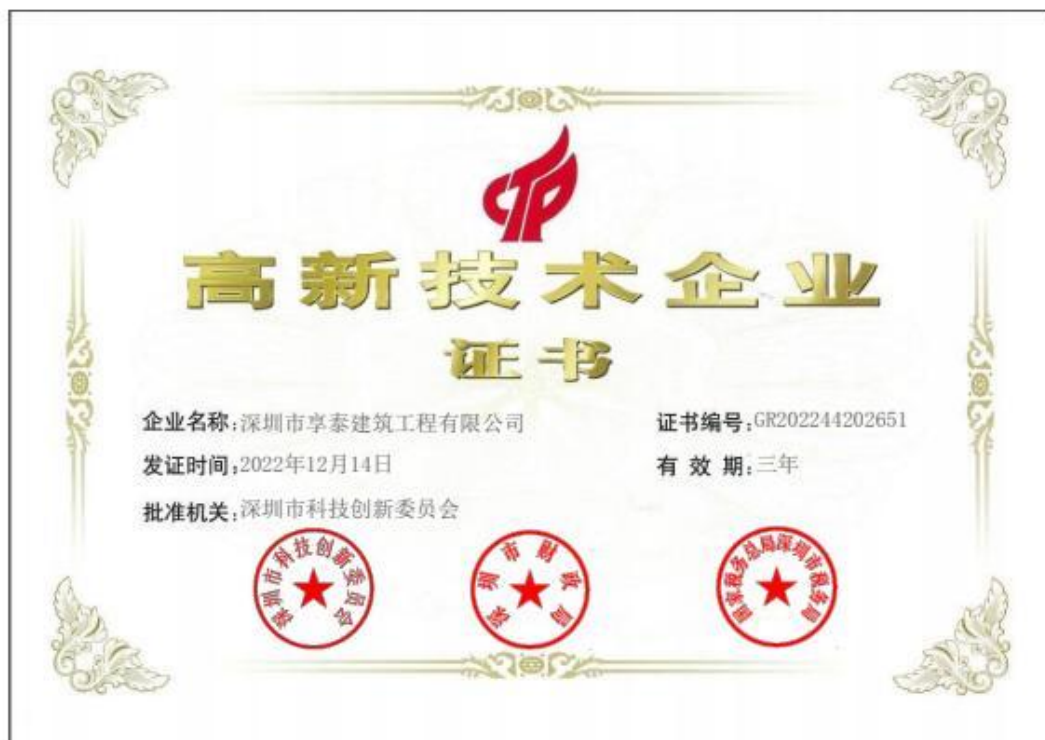 高新技术企业
证书
企业名称:深圳市享泰建筑工程有限公司 证书编号:GR202244202651
发证时间:2022年12月14日 有 效 期:三年
批准机关:深圳市科技创新委员会
深圳市科技创新委员会
深圳市财政局
国家税务总局深圳市税务局